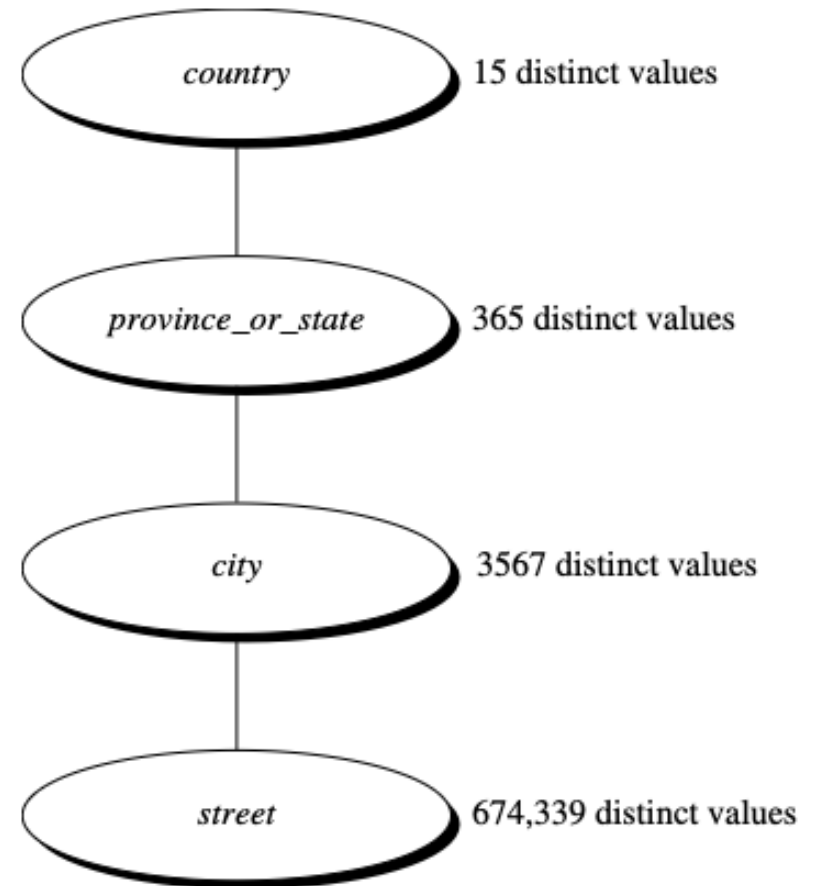 country 15 distinct values
province_or_state 365 distinct values
city 3567 distinct values
street 674,339 distinct values